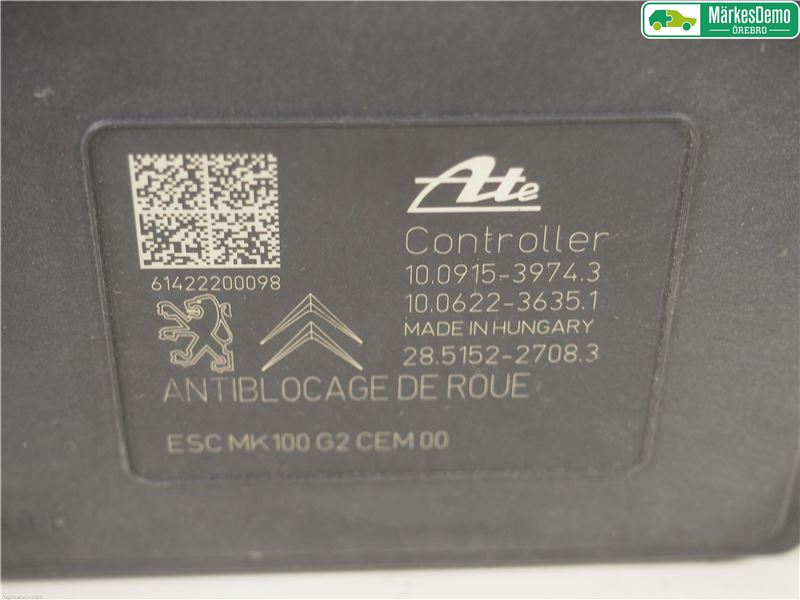 MärkesDemo
ÖREBRO
Ate
Controller
10.0915-3974.3
10.0622-3635.1
MADE IN HUNGARY
28.5152-2708.3
61422200098
ANTIBLOCAGE DE ROUE
ESC MK100 G2 CEM 00